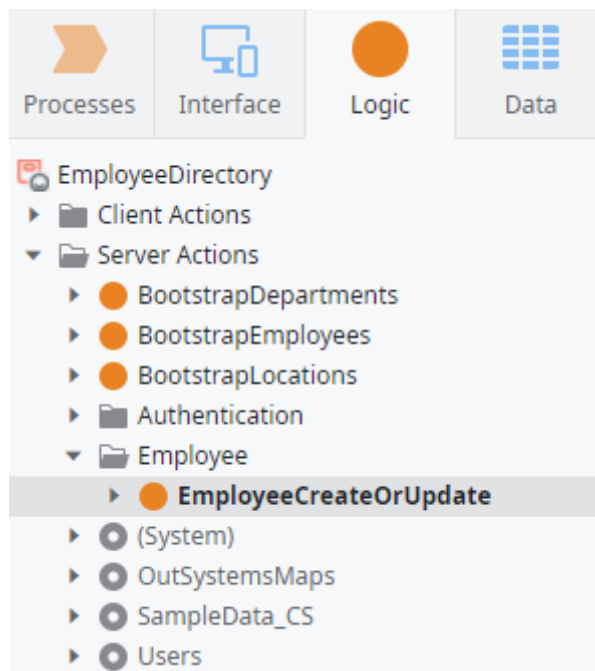 Processes Interface Logic Data
EmployeeDirectory
Client Actions
Server Actions
BootstrapDepartments
BootstrapEmployees
BootstrapLocations
Authentication
Employee
EmployeeCreateOrUpdate
(System)
OutSystemsMaps
SampleData_CS
Users